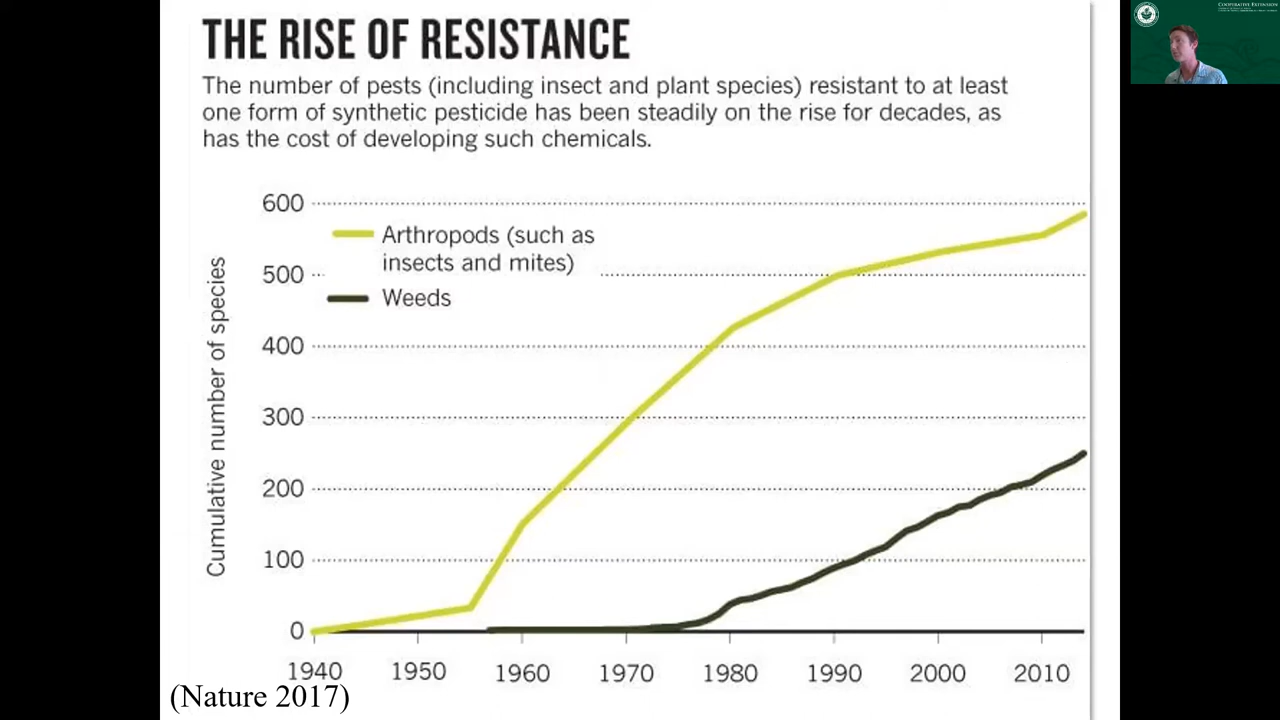 THE RISE OF RESISTANCE
The number of pests (including insect and plant species) resistant to at least
one form of synthetic pesticide has been steadily on the rise for decades, as
has the cost of developing such chemicals.
600
Arthropods (such as
insects and mites)
500
Weeds
400
300
200
100
0
Cumulative number of species
1940 1950 1960 1970 1980 1990 2000 2010
(Nature 2017)
COOPERATIVE EXTENSION